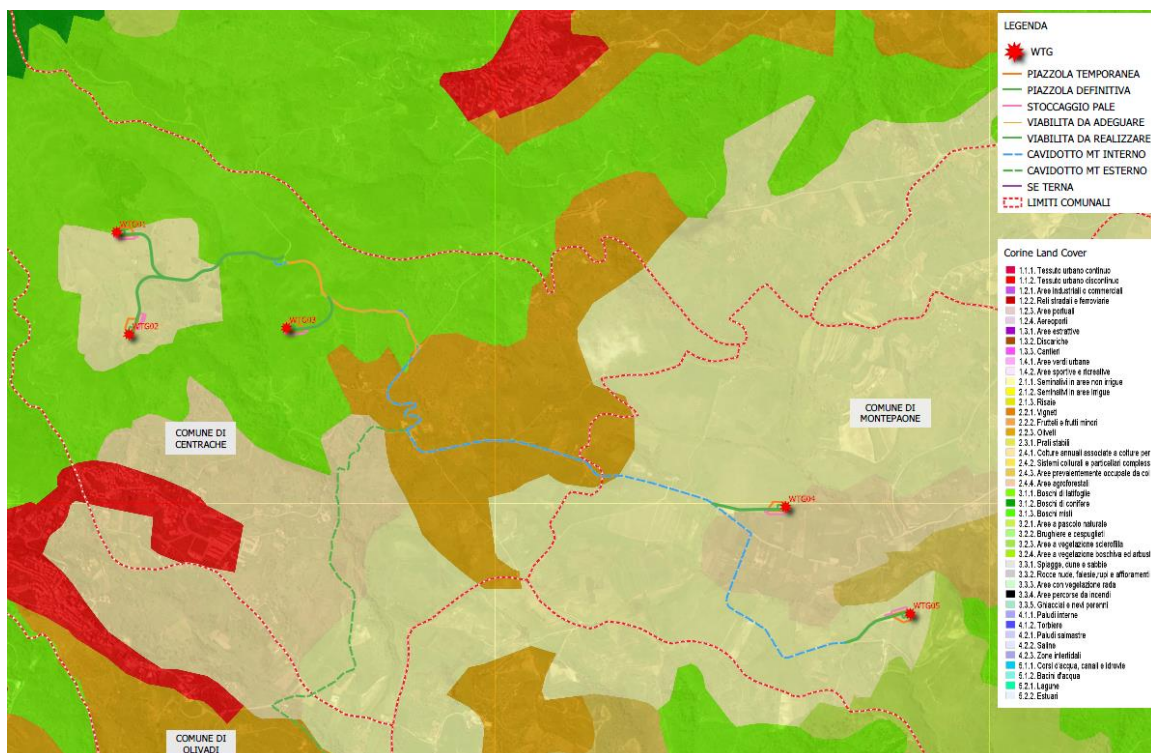 LEGENDA
WTG
PIAZZOLA TEMPORANEA
PIAZZOLA DEFINITIVA
STOCCAGGIO PALE
VIABILITA DA ADEGUARE
VIABILITA DA REALIZZARE
CAVIDOTTO MT INTERNO
CAVIDOTTO MT ESTERNO
SE TERNA
LIMITI COMUNALI
WTG01
WTG02
WTG03
COMUNE DI
CENTRACHE
COMUNE DI
MONTEPAONE
WTG04
WTG05
COMUNE DI
OLIVADI
Corine Land Cover
1.1.1. Tessuto urbano continuo
1.1.2. Tessuto urbano discontinuo
1.2.1. Aree industriali o commerciali
1.2.2. Reti stradali e ferroviarie
1.2.3. Aree portuali
1.2.4. Aereoporti
1.3.1. Aree estrattive
1.3.2. Discariche
1.3.3. Cantieri
1.4.1. Aree verdi urbane
1.4.2. Aree sportive e ricreative
2.1.1. Seminativi in aree non irrigue
2.1.2. Seminativi in aree irrigue
2.1.3. Risaie
2.2.1. Vigneti
2.2.2. Frutteti e frutti minori
2.2.3. Oliveti
2.3.1. Prati stabili
2.4.1. Colture annuali associate a colture per
2.4.2. Sistemi colturali e particellari compless
2.4.3. Aree prevalentemente occupate da col
2.4.4. Aree agroforestali
3.1.1. Boschi di latifoglie
3.1.2. Boschi di conifere
3.1.3. Boschi misti
3.2.1. Aree a pascolo naturale
3.2.2. Brughiere e cespuglieti
3.2.3. Aree a vegetazione sclerofilla
3.2.4. Aree a vegetazione boschiva ed arbust
3.3.1. Spiagge, dune e sabbie
3.3.2. Rocce nude, falesie,rupi e affioramenti
3.3.3. Aree con vegetazione rada
3.3.4. Aree percorse da incendi
3.3.5. Ghiacciai e nevi perenni
4.1.1. Paludi interne
4.1.2. Torbiere
4.2.1. Paludi salmastre
4.2.2. Saline
4.2.3. Zone intertidali
5.1.1. Corsi d'acqua, canali e idrovie
5.1.2. Bacini d'acqua
5.2.1. Lagune
5.2.2. Estuari